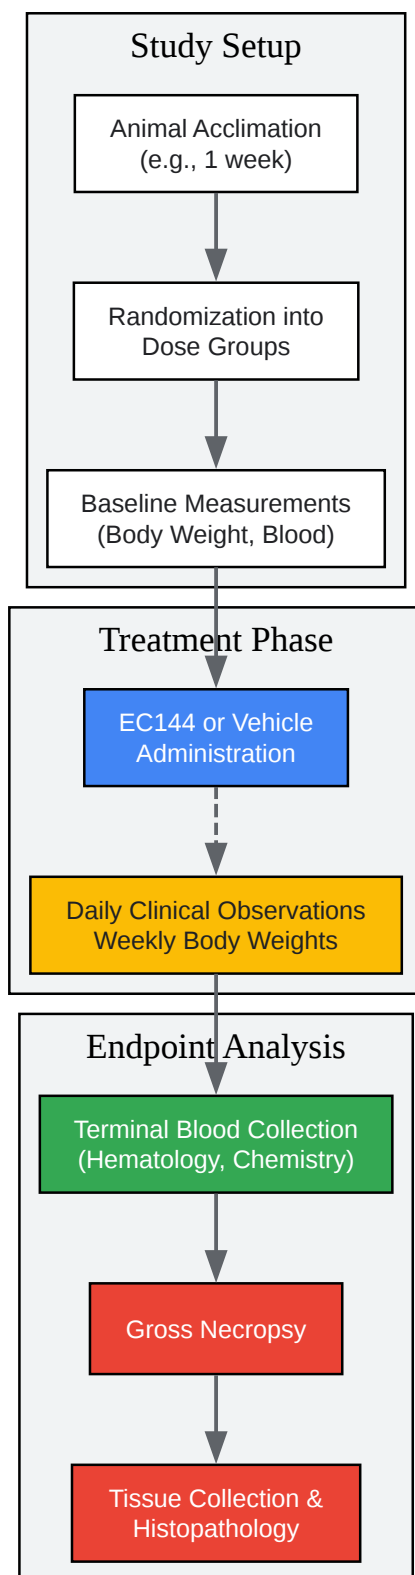 Study Setup
Animal Acclimation
(e.g., 1 week)
Randomization into
Dose Groups
Baseline Measurements
(Body Weight, Blood)
Treatment Phase
EC144 or Vehicle
Administration
Daily Clinical Observations
Weekly Body Weights
Endpoint Analysis
Terminal Blood Collection
(Hematology, Chemistry)
Gross Necropsy
Tissue Collection &
Histopathology